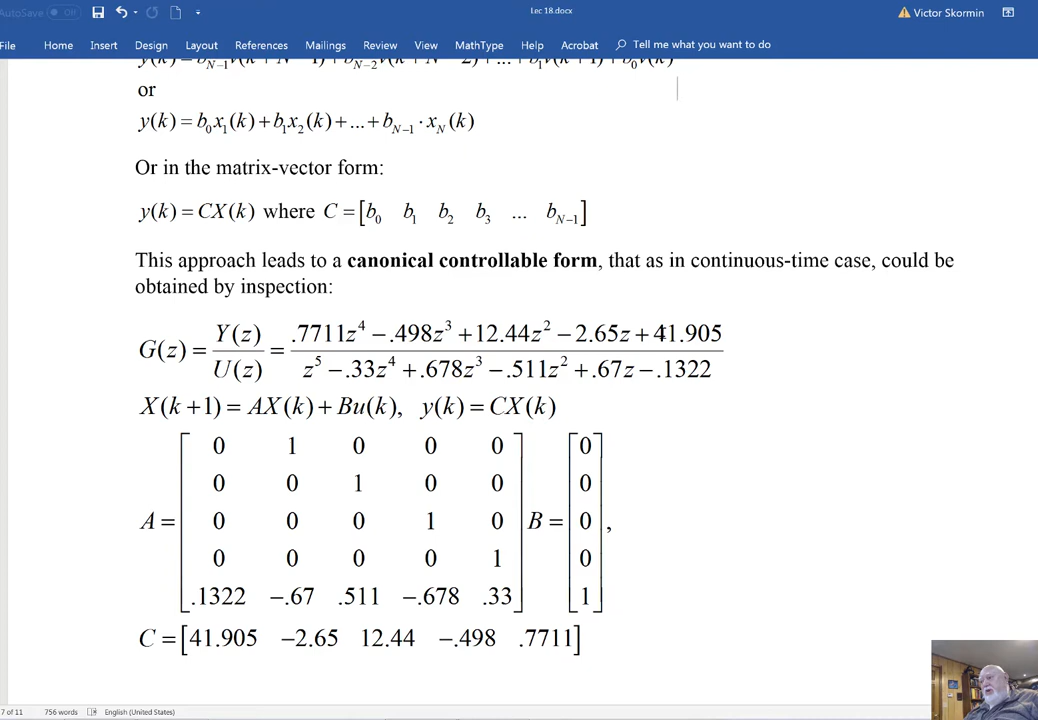 AutoSave Off Lec 18.docx Victor Skormin
File Home Insert Design Layout References Mailings Review View MathType Help Acrobat Tell me what you want to do
or
y(k) = b₀x₁(k) + b₁x₂(k) + ... + b_{N−1} · x_N(k)
Or in the matrix-vector form:
y(k) = CX(k) where C = [b₀ b₁ b₂ b₃ ... b_{N−1}]
This approach leads to a canonical controllable form, that as in continuous-time case, could be
obtained by inspection:
G(z) = Y(z)/U(z) = (.7711z⁴ − .498z³ + 12.44z² − 2.65z + 41.905)/(z⁵ − .33z⁴ + .678z³ − .511z² + .67z − .1322)
X(k+1) = AX(k) + Bu(k), y(k) = CX(k)
0 1 0 0 0 0
0 0 1 0 0 0
A = 0 0 0 1 0 B = 0 ,
0 0 0 0 1 0
.1322 −.67 .511 −.678 .33 1
C = [41.905 −2.65 12.44 −.498 .7711]
7 of 11 756 words English (United States)